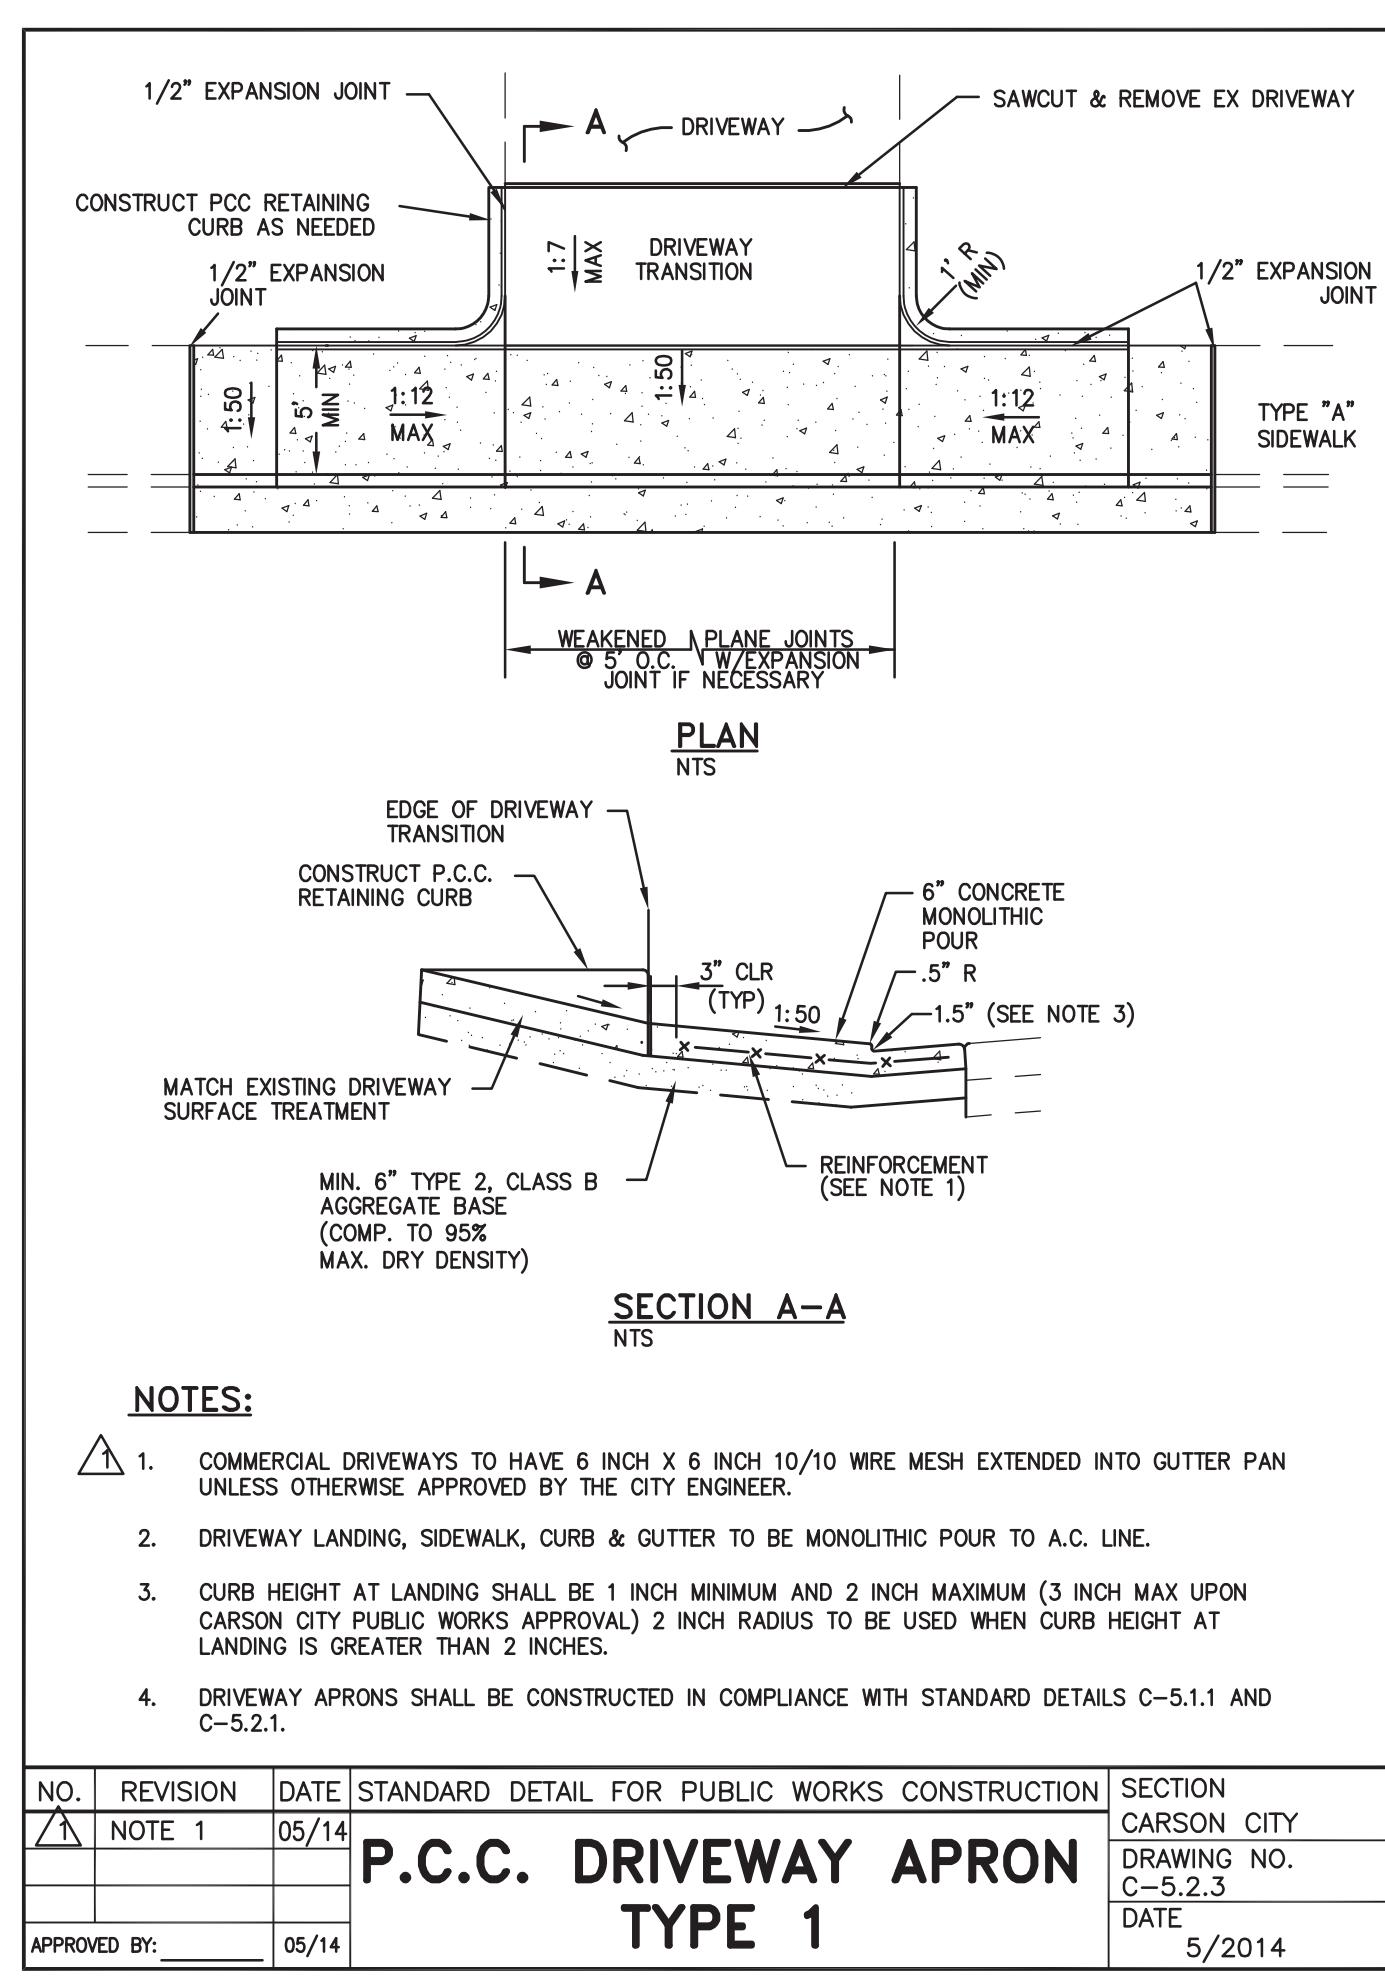 1/2" EXPANSION JOINT
SAWCUT & REMOVE EX DRIVEWAY
A
DRIVEWAY
CONSTRUCT PCC RETAINING
CURB AS NEEDED
1:7
MAX
DRIVEWAY
TRANSITION
1' R
(MIN)
1/2" EXPANSION
JOINT
1/2" EXPANSION
JOINT
1:50
5'
MIN
1:12
MAX
1:50
1:12
MAX
TYPE "A"
SIDEWALK
A
WEAKENED PLANE JOINTS
@ 5' O.C. W/EXPANSION
JOINT IF NECESSARY
PLAN
NTS
EDGE OF DRIVEWAY
TRANSITION
CONSTRUCT P.C.C.
RETAINING CURB
6" CONCRETE
MONOLITHIC
POUR
3" CLR
(TYP)
.5" R
1:50
1.5" (SEE NOTE 3)
MATCH EXISTING DRIVEWAY
SURFACE TREATMENT
REINFORCEMENT
(SEE NOTE 1)
MIN. 6" TYPE 2, CLASS B
AGGREGATE BASE
(COMP. TO 95%
MAX. DRY DENSITY)
SECTION A-A
NTS
NOTES:
1 1. COMMERCIAL DRIVEWAYS TO HAVE 6 INCH X 6 INCH 10/10 WIRE MESH EXTENDED INTO GUTTER PAN
UNLESS OTHERWISE APPROVED BY THE CITY ENGINEER.
2. DRIVEWAY LANDING, SIDEWALK, CURB & GUTTER TO BE MONOLITHIC POUR TO A.C. LINE.
3. CURB HEIGHT AT LANDING SHALL BE 1 INCH MINIMUM AND 2 INCH MAXIMUM (3 INCH MAX UPON
CARSON CITY PUBLIC WORKS APPROVAL) 2 INCH RADIUS TO BE USED WHEN CURB HEIGHT AT
LANDING IS GREATER THAN 2 INCHES.
4. DRIVEWAY APRONS SHALL BE CONSTRUCTED IN COMPLIANCE WITH STANDARD DETAILS C-5.1.1 AND
C-5.2.1.
NO. REVISION DATE
1 NOTE 1 05/14
APPROVED BY: 05/14
STANDARD DETAIL FOR PUBLIC WORKS CONSTRUCTION
P.C.C. DRIVEWAY APRON
TYPE 1
SECTION
CARSON CITY
DRAWING NO.
C-5.2.3
DATE
5/2014